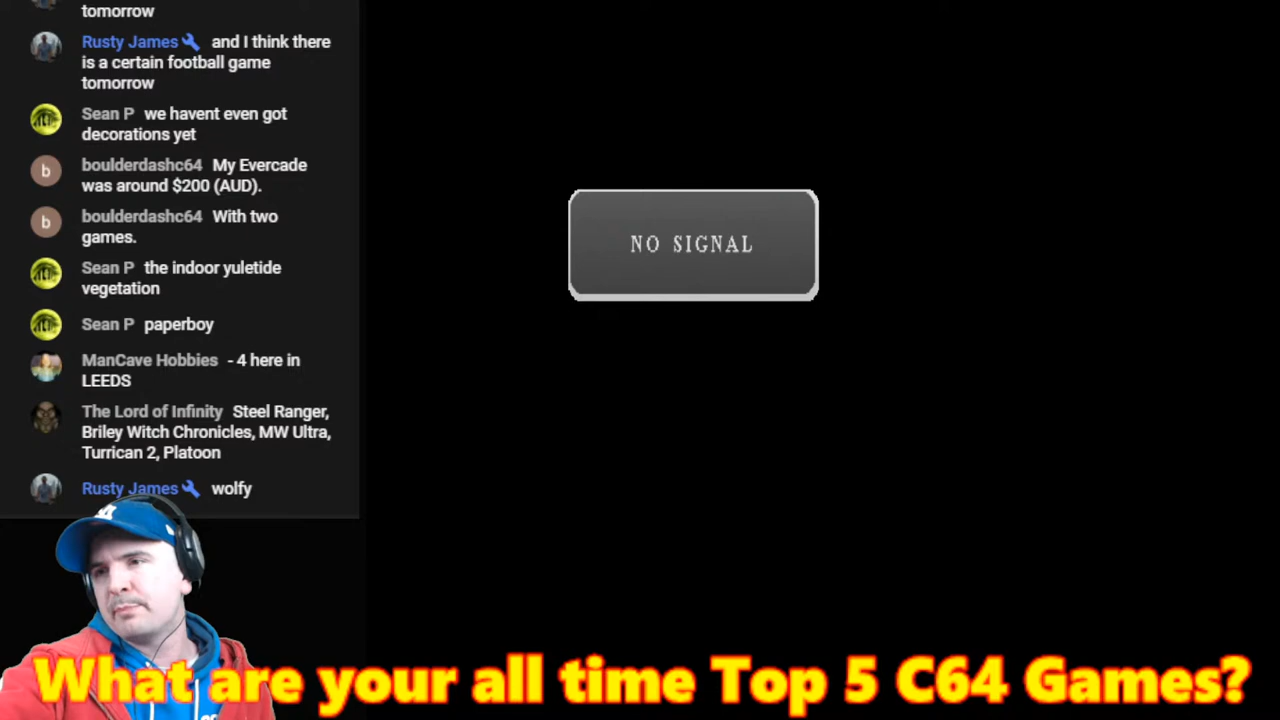 tomorrow
Rusty James and I think there
is a certain football game
tomorrow
Sean P we havent even got
decorations yet
b boulderdashc64 My Evercade
was around $200 (AUD).
b boulderdashc64 With two
games.
Sean P the indoor yuletide
vegetation
Sean P paperboy
ManCave Hobbies - 4 here in
LEEDS
The Lord of Infinity Steel Ranger,
Briley Witch Chronicles, MW Ultra,
Turrican 2, Platoon
Rusty James wolfy
NO SIGNAL
What are your all time Top 5 C64 Games?